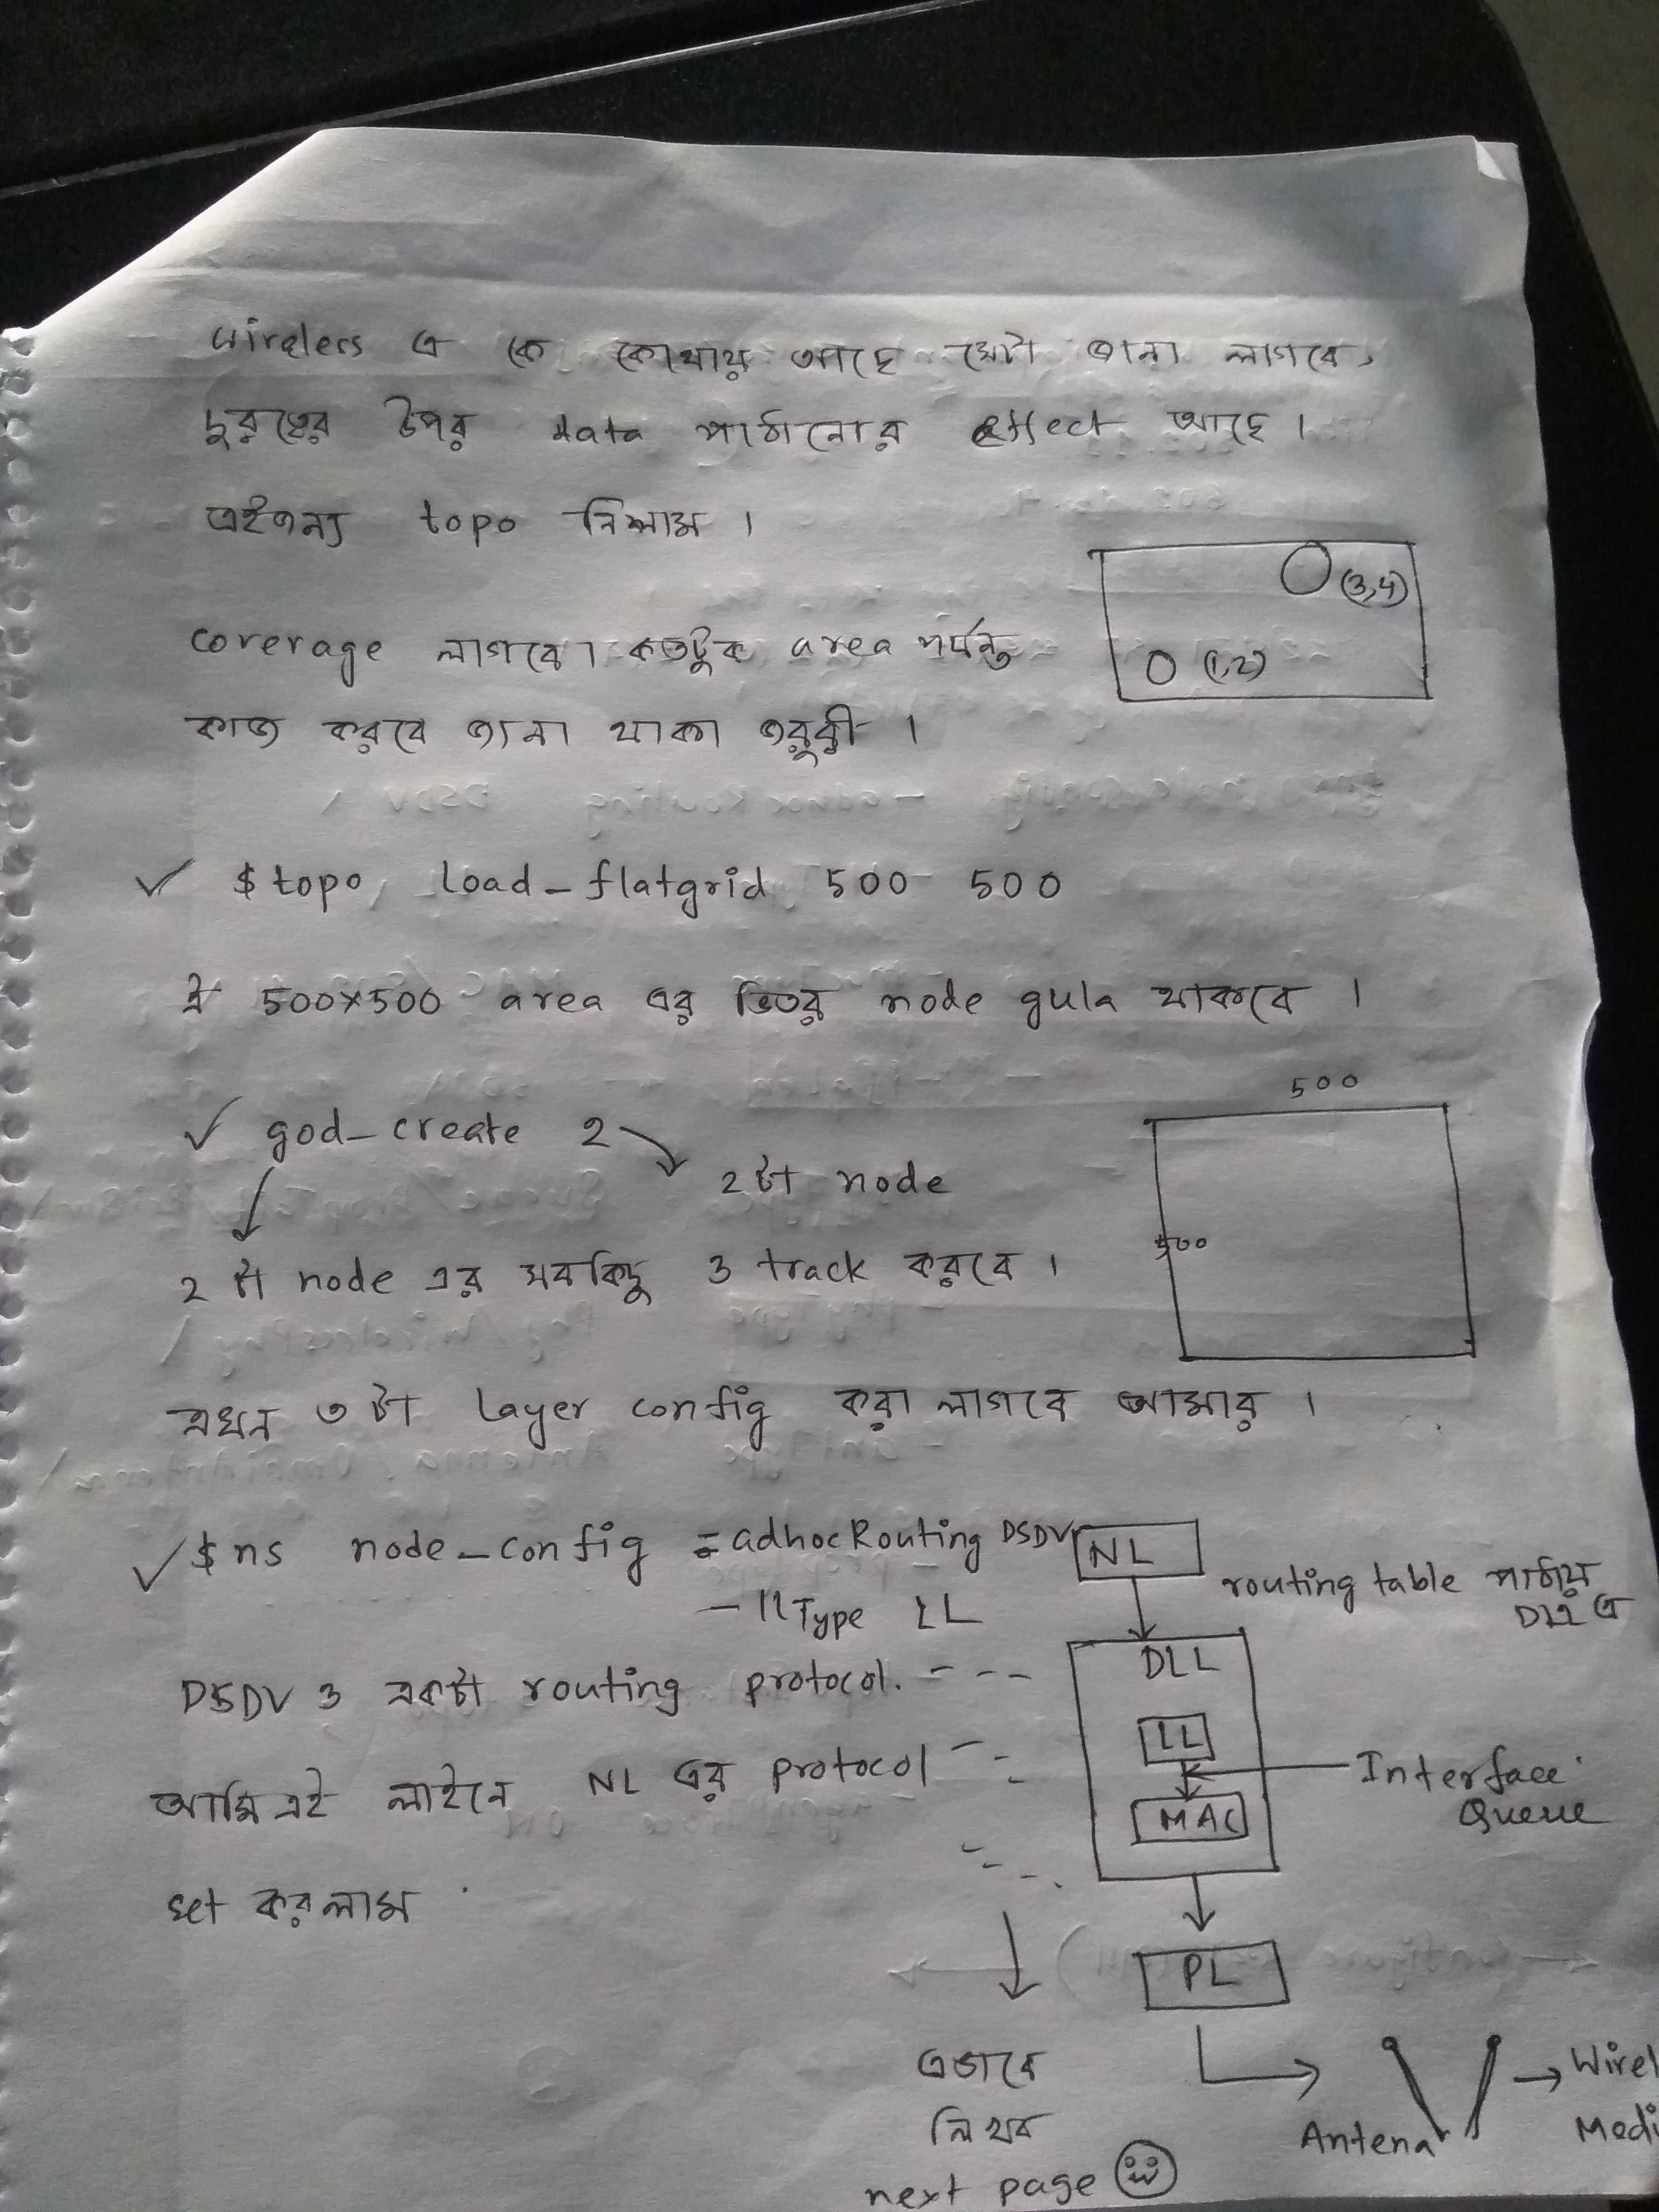 wireless এ কে কোথায় আছে সেটা জানা লাগবে,
দূরত্বের উপর data পাঠানোর effect আছে।
এইজন্য topo নিলাম।
(3,4)
coverage লাগবে। কতটুক area পর্যন্ত
(1,2)
কাজ করবে জানা থাকা জরুরী।
✓ $topo load_flatgrid 500 500
ঐ 500x500 area এর ভিতর node gula থাকবে।
500
✓ god_create 2
2 টা node
500
2 টা node এর সবকিছু ও track করবে।
এখন ৩ টা layer config করা লাগবে আমার।
✓ $ns node_config = adhocRouting DSDV
NL
routing table পাঠায়
DLL এ
- llType LL
DLL
DSDV ও একটা routing protocol. - - -
LL
আমি এই লাইনে NL এর protocol - -
Interface
Queue
MAC
set করলাম
PL
এভাবে
লিখব
next page
Antena
Wirel
Medi